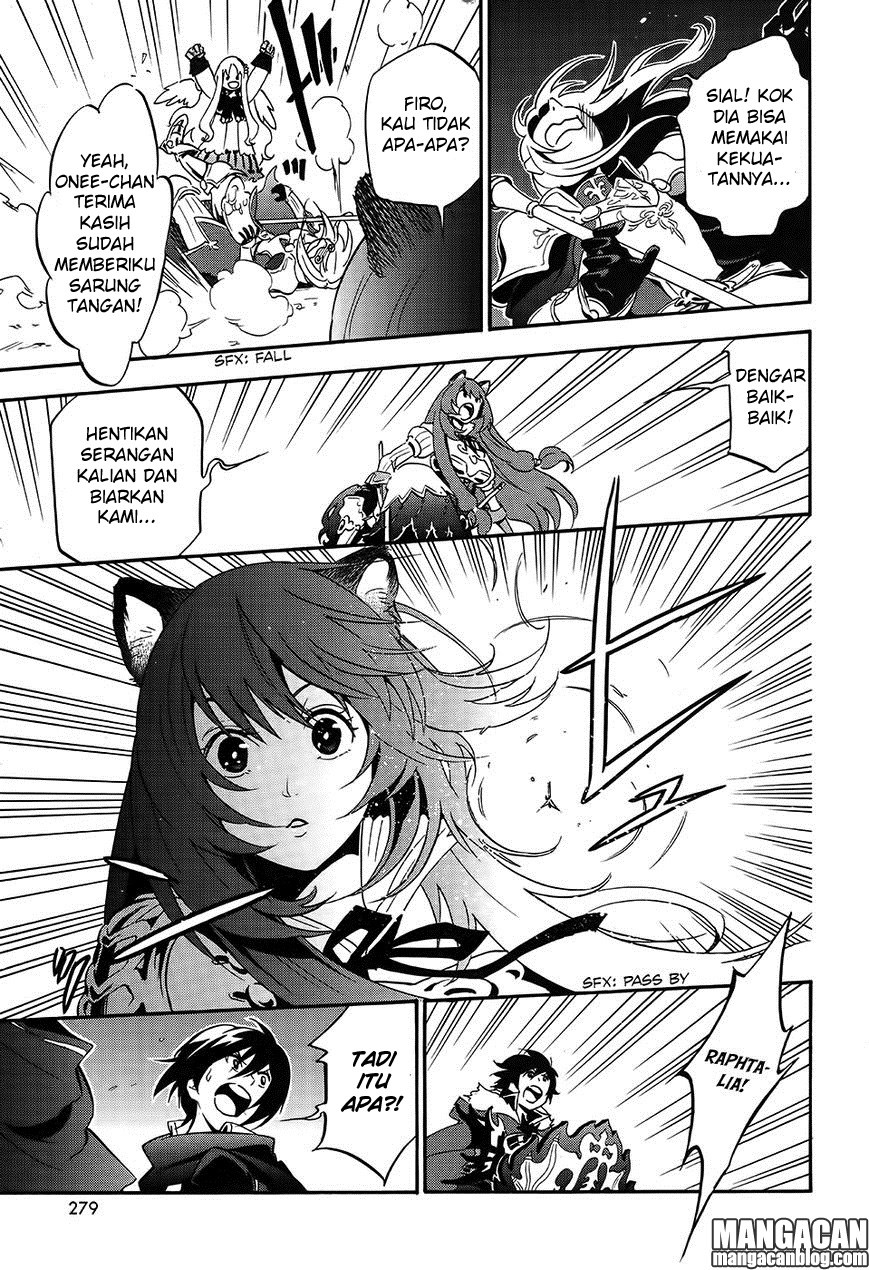 SIAL! KOK
DIA BISA
MEMAKAI
KEKUA-
TANNYA...
FIRO,
KAU TIDAK
APA-APA?
YEAH,
ONEE-CHAN
TERIMA
KASIH
SUDAH
MEMBERIKU
SARUNG
TANGAN!
SFX: FALL
DENGAR
BAIK-
BAIK!
HENTIKAN
SERANGAN
KALIAN DAN
BIARKAN
KAMI...
SFX: PASS BY
RAPHTA-
LIA!
TADI
ITU
APA?!
279
MANGACAN
mangacanblog.com